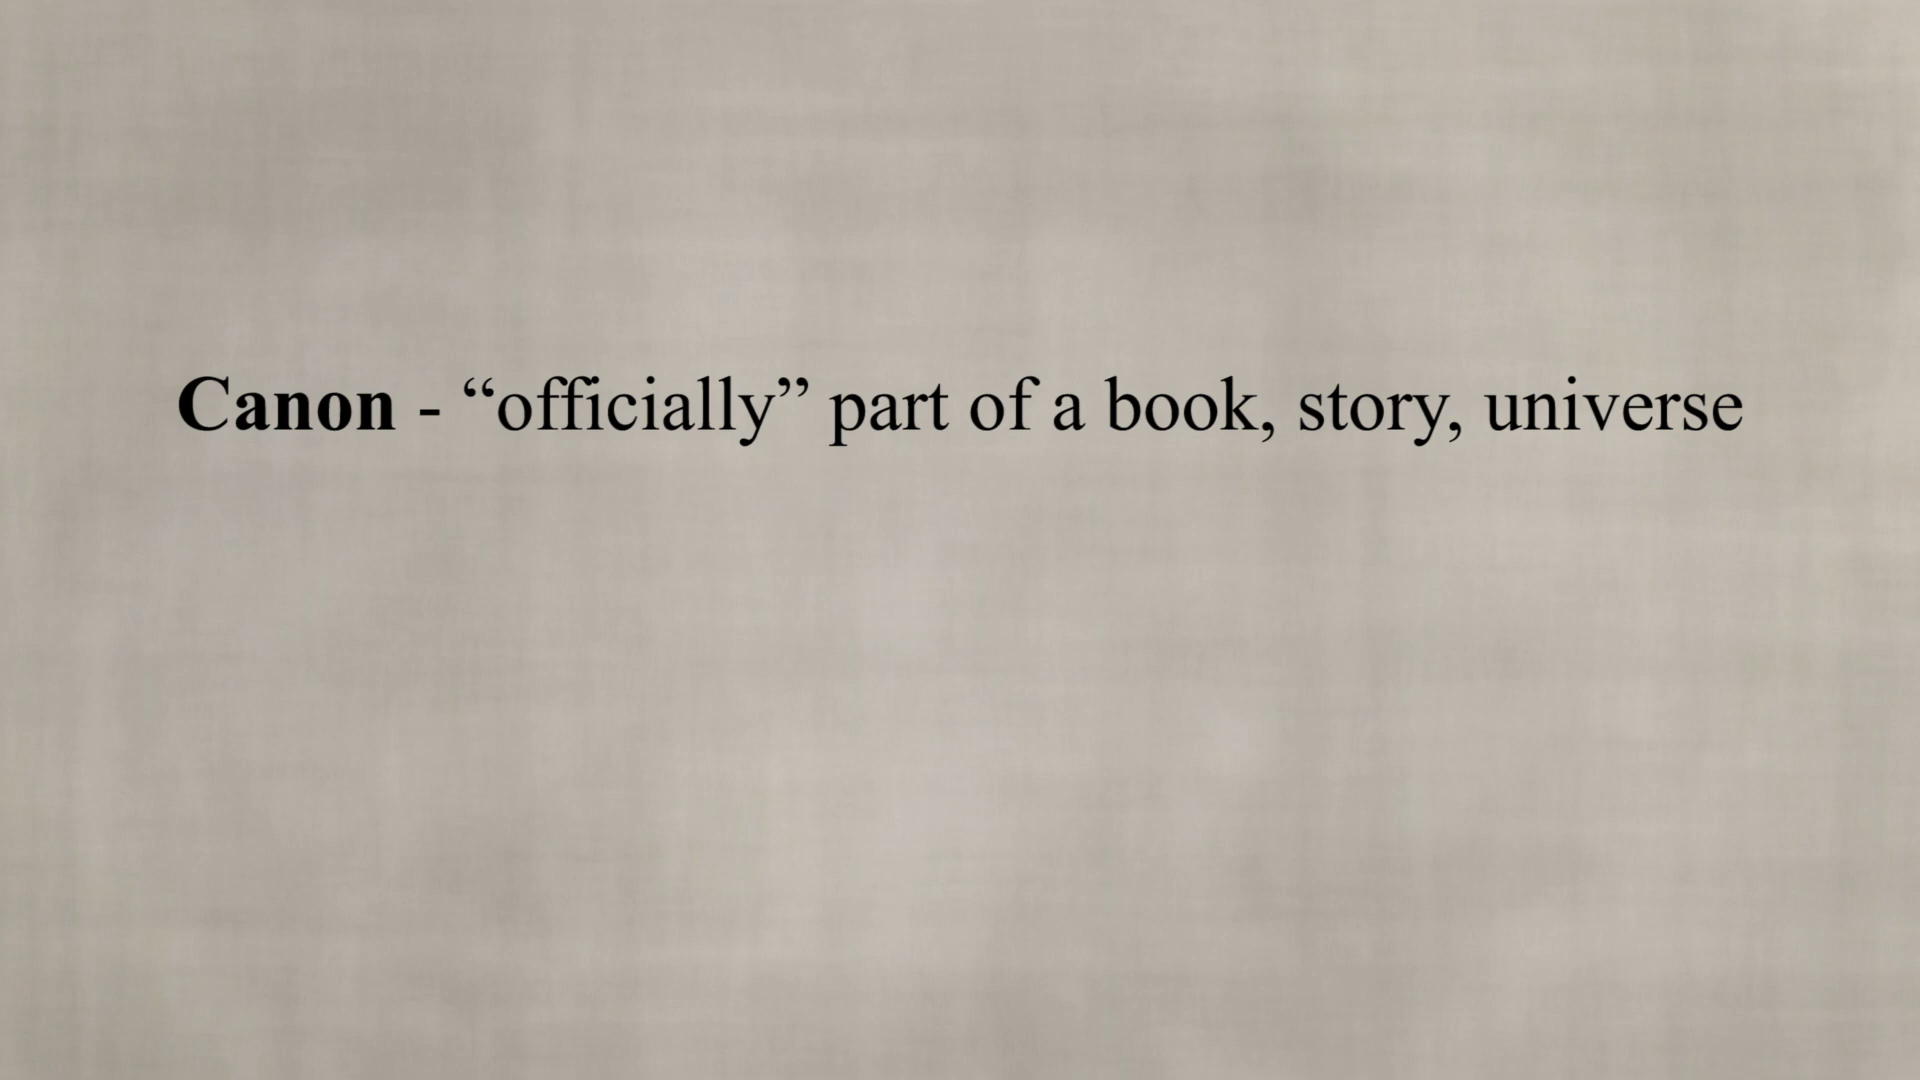 Canon - “officially” part of a book, story, universe